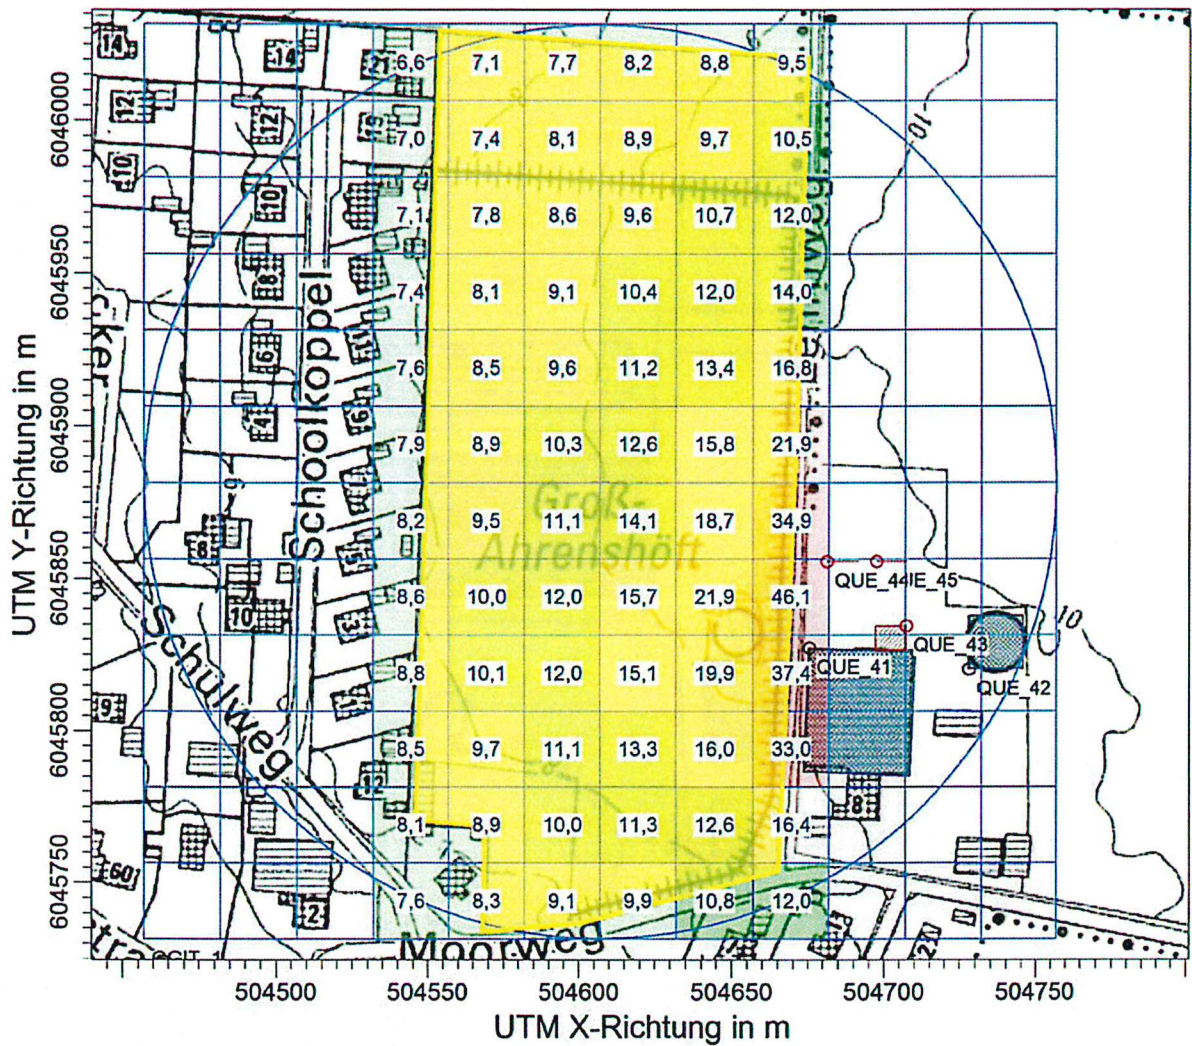 14
14
21
6,6 7,1 7,7 8,2 8,8 9,5
6046000
12
12
19
7,0 7,4 8,1 8,9 9,7 10,5
10
10
10
7,1 7,8 8,6 9,6 10,7 12,0
6045950
8
7,4 8,1 9,1 10,4 12,0 14,0
6
7,6 8,5 9,6 11,2 13,4 16,8
6045900
4
7,9 8,9 10,3 12,6 15,8 21,9
Schoolkoppel
Groß-
8
8,2 9,5 11,1 14,1 18,7 34,9
Ahrenshöft
6045850
QUE_44
10
13
8,6 10,0 12,0 15,7 21,9 46,1
10
QUE_43
Schulweg
8,8 10,1 12,0 15,1 19,9 37,4
QUE_41
QUE_42
9
11
6045800
8,5 9,7 11,1 13,3 16,0 33,0
12
8
8,1 8,9 10,0 11,3 12,6 16,4
6045750
601
2
7,6 8,3 9,1 9,9 10,8 12,0
Moorweg
504500 504550 504600 504650 504700 504750
UTM X-Richtung in m
UTM Y-Richtung in m